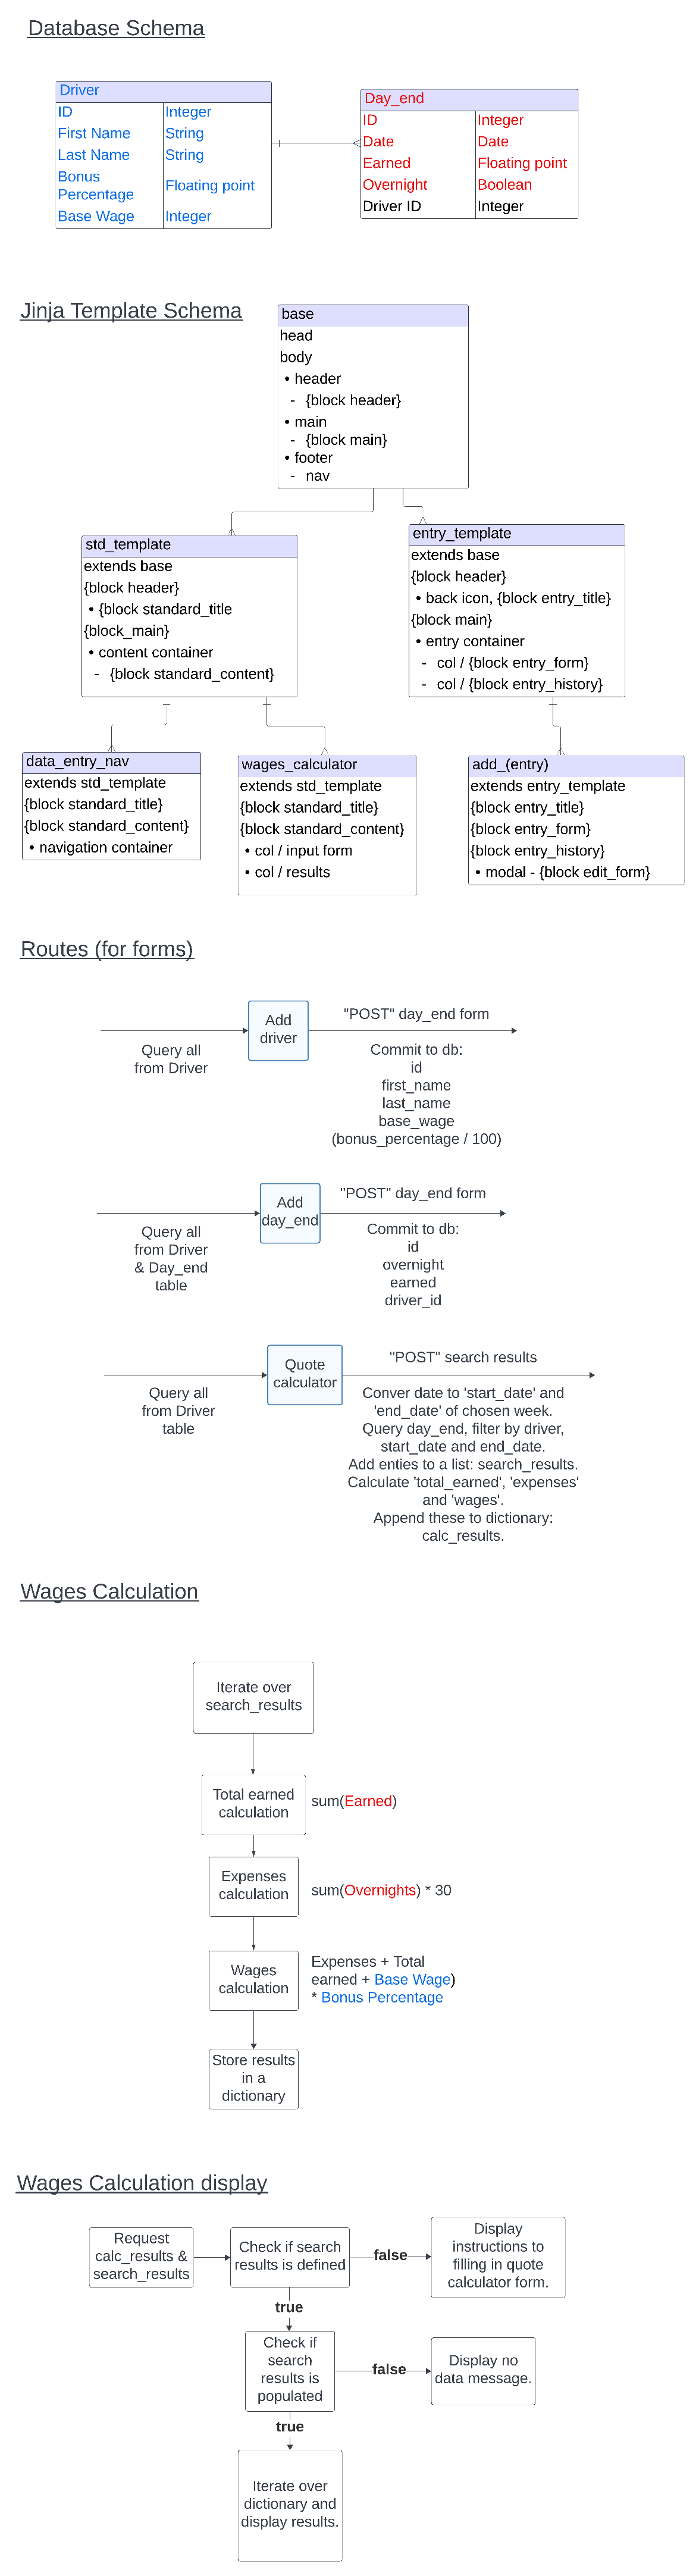 Database Schema
Driver
ID Integer
First Name String
Last Name String
Bonus
Percentage Floating point
Base Wage Integer
Day_end
ID Integer
Date Date
Earned Floating point
Overnight Boolean
Driver ID Integer
Jinja Template Schema
base
head
body
• header
- {block header}
• main
- {block main}
• footer
- nav
std_template
extends base
{block header}
• {block standard_title
{block_main}
• content container
- {block standard_content}
entry_template
extends base
{block header}
• back icon, {block entry_title}
{block main}
• entry container
- col / {block entry_form}
- col / {block entry_history}
data_entry_nav
extends std_template
{block standard_title}
{block standard_content}
• navigation container
wages_calculator
extends std_template
{block standard_title}
{block standard_content}
• col / input form
• col / results
add_(entry)
extends entry_template
{block entry_title}
{block entry_form}
{block entry_history}
• modal - {block edit_form}
Routes (for forms)
Query all
from Driver
Add
driver
"POST" day_end form
Commit to db:
id
first_name
last_name
base_wage
(bonus_percentage / 100)
Query all
from Driver
& Day_end
table
Add
day_end
"POST" day_end form
Commit to db:
id
overnight
earned
driver_id
Query all
from Driver
table
Quote
calculator
"POST" search results
Conver date to 'start_date' and
'end_date' of chosen week.
Query day_end, filter by driver,
start_date and end_date.
Add enties to a list: search_results.
Calculate 'total_earned', 'expenses'
and 'wages'.
Append these to dictionary:
calc_results.
Wages Calculation
Iterate over
search_results
Total earned
calculation
sum(Earned)
Expenses
calculation
sum(Overnights) * 30
Wages
calculation
Expenses + Total
earned + Base Wage)
* Bonus Percentage
Store results
in a
dictionary
Wages Calculation display
Request
calc_results &
search_results
Check if search
results is defined
false
Display
instructions to
filling in quote
calculator form.
true
Check if
search
results is
populated
false
Display no
data message.
true
Iterate over
dictionary and
display results.